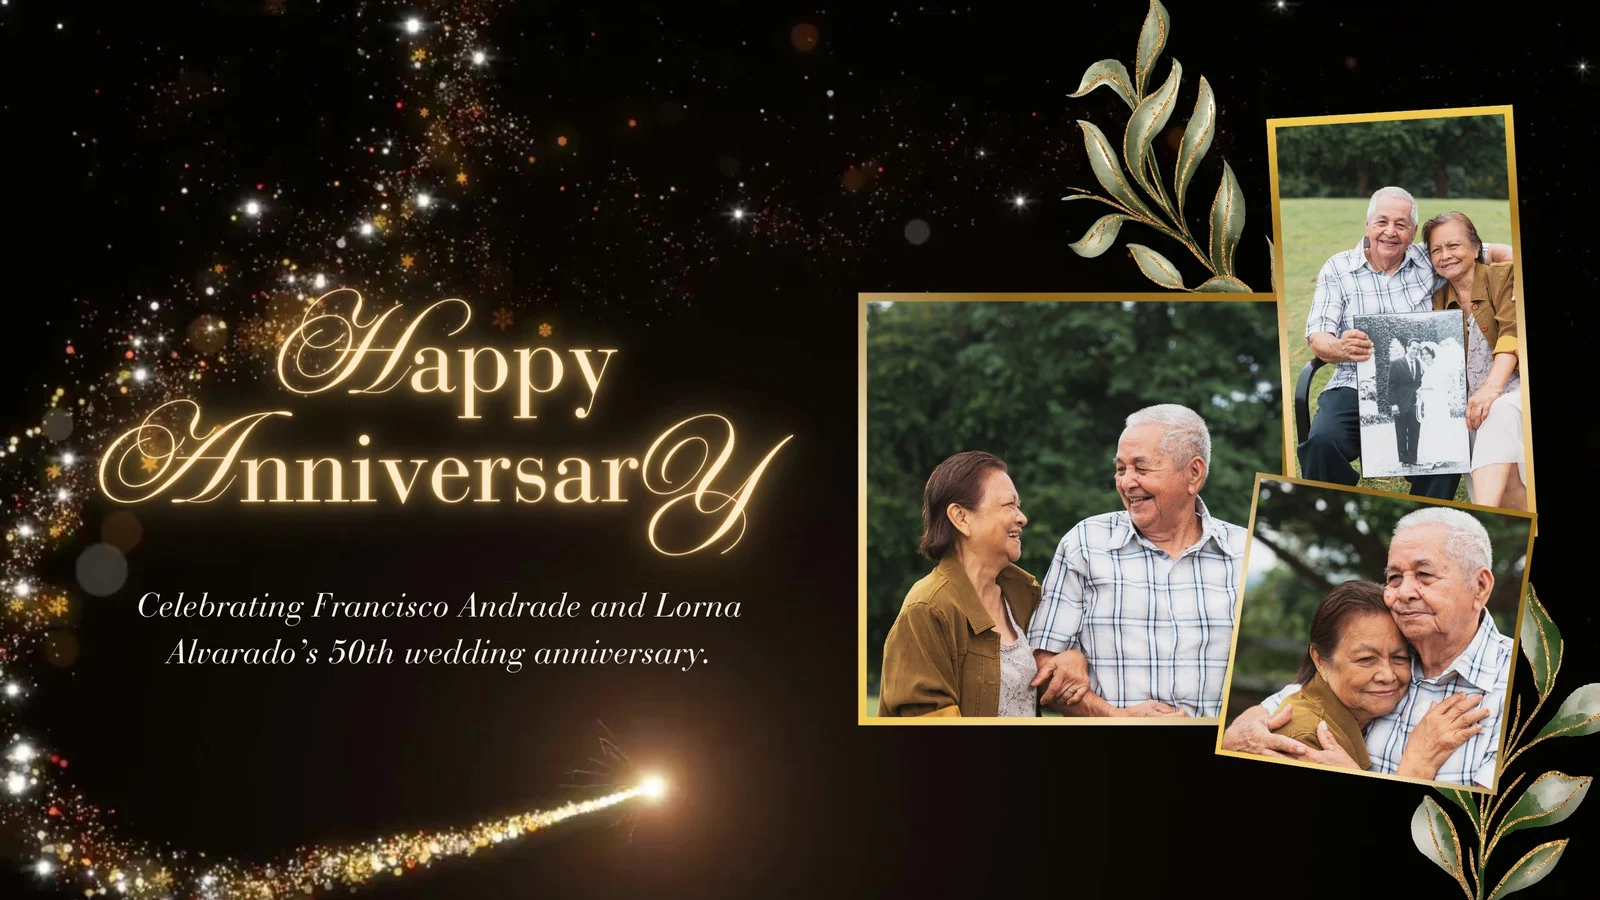 Happy
AnniversarY
Celebrating Francisco Andrade and Lorna
Alvarado’s 50th wedding anniversary.